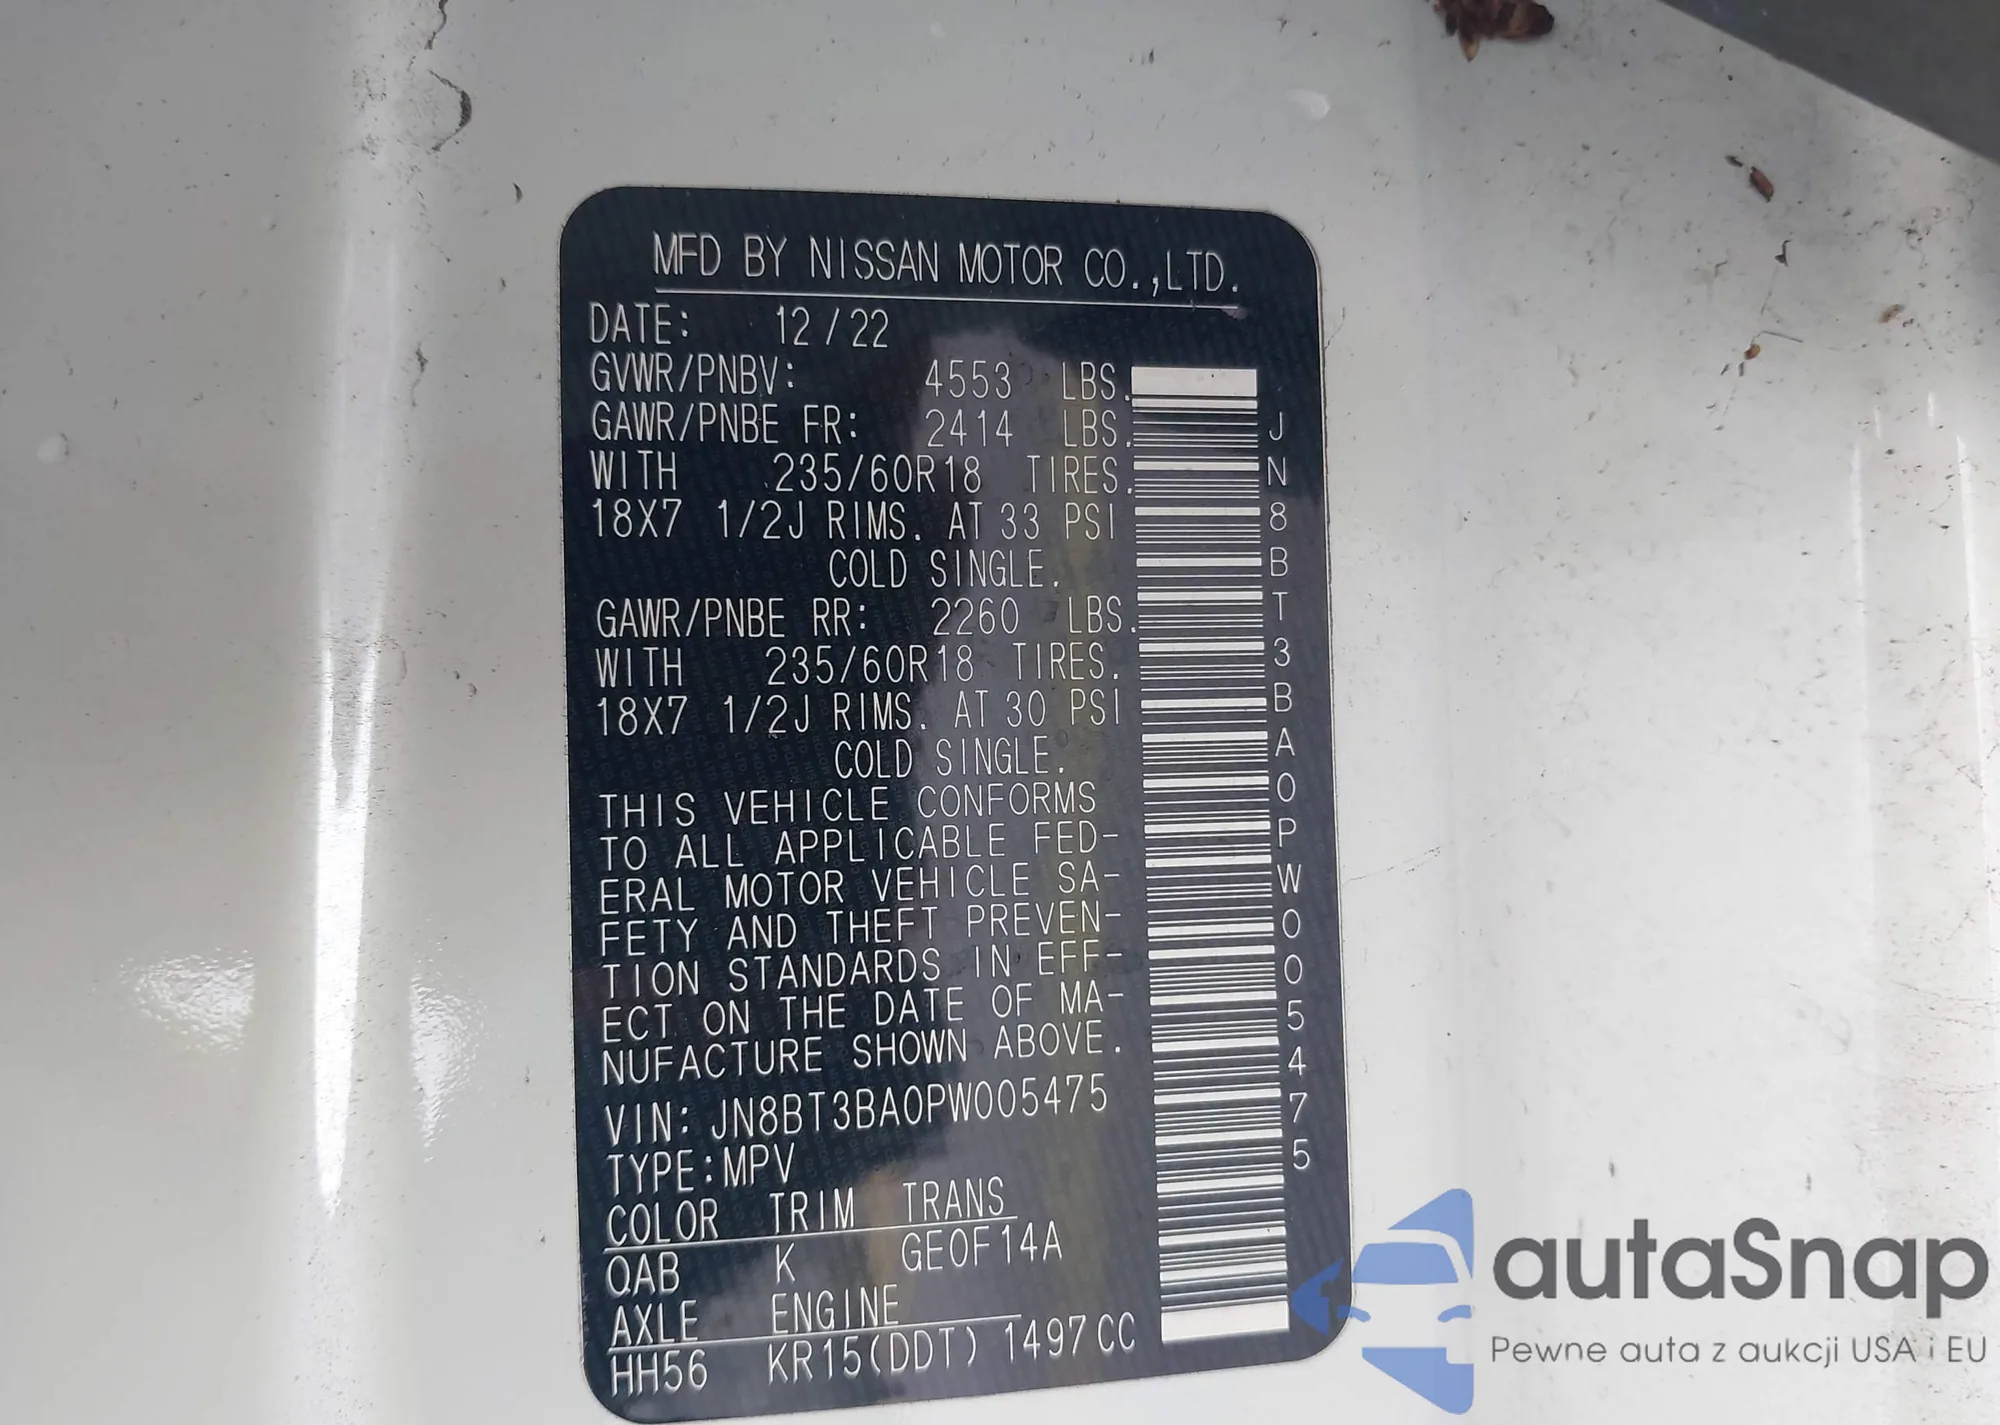 MFD BY NISSAN MOTOR CO.,LTD.
DATE: 12/22
GVWR/PNBV: 4553 LBS.
GAWR/PNBE FR: 2414 LBS.
WITH 235/60R18 TIRES.
18X7 1/2J RIMS. AT 33 PSI
COLD SINGLE.
GAWR/PNBE RR: 2260 LBS.
WITH 235/60R18 TIRES.
18X7 1/2J RIMS. AT 30 PSI
COLD SINGLE.
THIS VEHICLE CONFORMS
TO ALL APPLICABLE FED-
ERAL MOTOR VEHICLE SA-
FETY AND THEFT PREVEN-
TION STANDARDS IN EFF-
ECT ON THE DATE OF MA-
NUFACTURE SHOWN ABOVE.
VIN: JN8BT3BA0PW005475
TYPE:MPV
COLOR TRIM TRANS
QAB K GE0F14A
AXLE ENGINE
HH56 KR15(DDT) 1497CC
JN8BT3BA0PW005475
autaSnap
Pewne auta z aukcji USA i EU